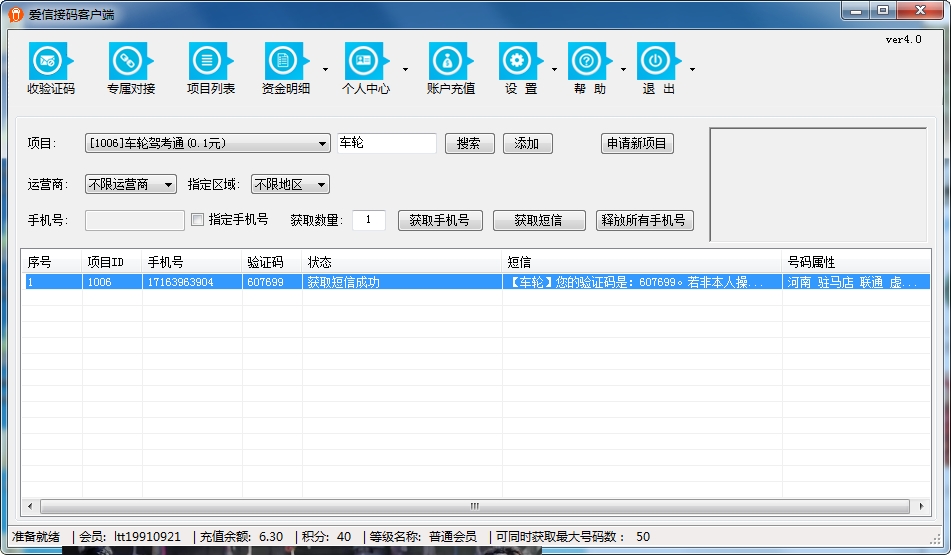 爱信接码客户端
ver4.0
收验证码 专属对接 项目列表 资金明细 个人中心 账户充值 设 置 帮 助 退 出
项目: [1006]车轮驾考通(0.1元) 车轮 搜索 添加 申请新项目
运营商: 不限运营商 指定区域: 不限地区
手机号: 指定手机号 获取数量: 1 获取手机号 获取短信 释放所有手机号
序号 项目ID 手机号 验证码 状态 短信 号码属性
1 1006 17163963904 607699 获取短信成功 【车轮】您的验证码是：607699。若非本人操... 河南 驻马店 联通 虚...
准备就绪 |会员: ltt19910921 |充值余额: 6.30 |积分: 40 |等级名称: 普通会员 |可同时获取最大号码数： 50